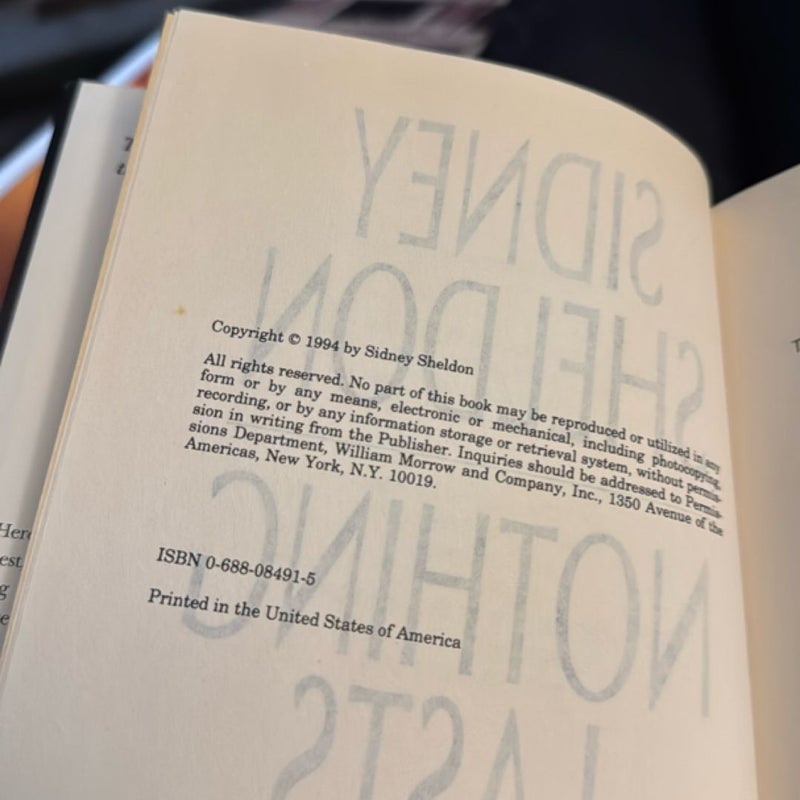 Copyright © 1994 by Sidney Sheldon
All rights reserved. No part of this book may be reproduced or utilized in any
form or by any means, electronic or mechanical, including photocopying,
recording, or by any information storage or retrieval system, without permis-
sion in writing from the Publisher. Inquiries should be addressed to Permis-
sions Department, William Morrow and Company, Inc., 1350 Avenue of the
Americas, New York, N.Y. 10019.
ISBN 0-688-08491-5
Printed in the United States of America
SIDNEY
SHELDON
NOTHING
LASTS